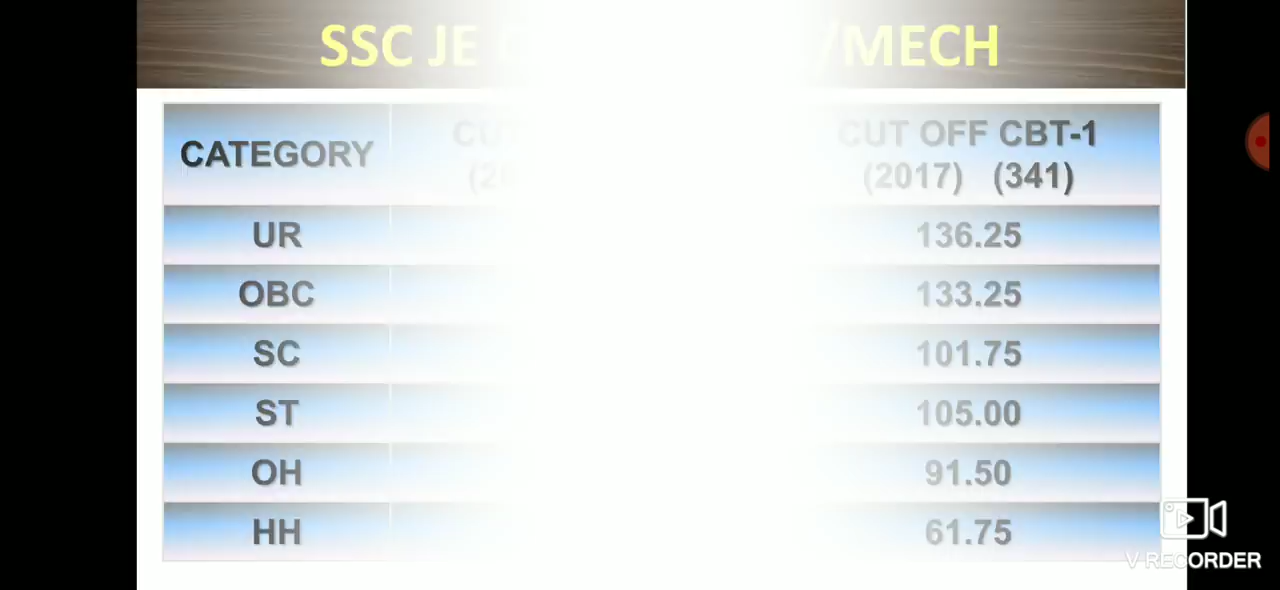 SSC JE /MECH
CATEGORY
CUT OFF CBT-1
(2017) (341)
UR 136.25
OBC 133.25
SC 101.75
ST 105.00
OH 91.50
HH 61.75
V RECORDER